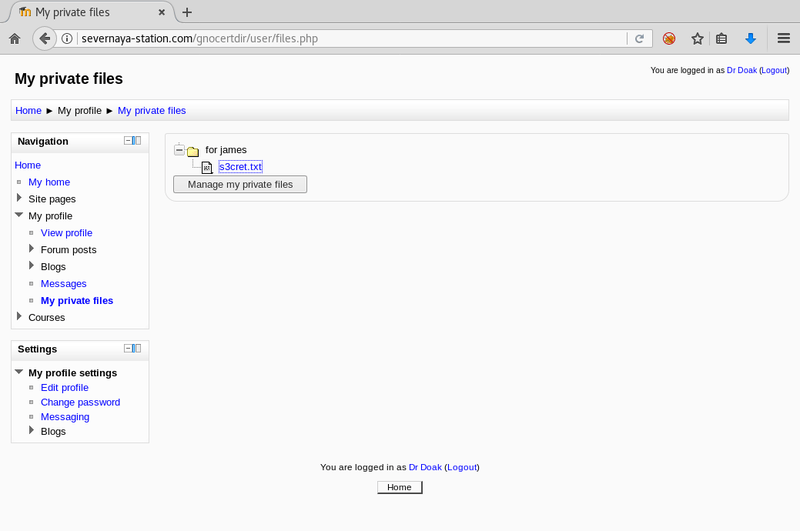 My private files
severnaya-station.com/gnocertdir/user/files.php
My private files
You are logged in as Dr Doak (Logout)
Home ► My profile ► My private files
Navigation
Home
My home
Site pages
My profile
View profile
Forum posts
Blogs
Messages
My private files
Courses
Settings
My profile settings
Edit profile
Change password
Messaging
Blogs
for james
s3cret.txt
Manage my private files
You are logged in as Dr Doak (Logout)
Home